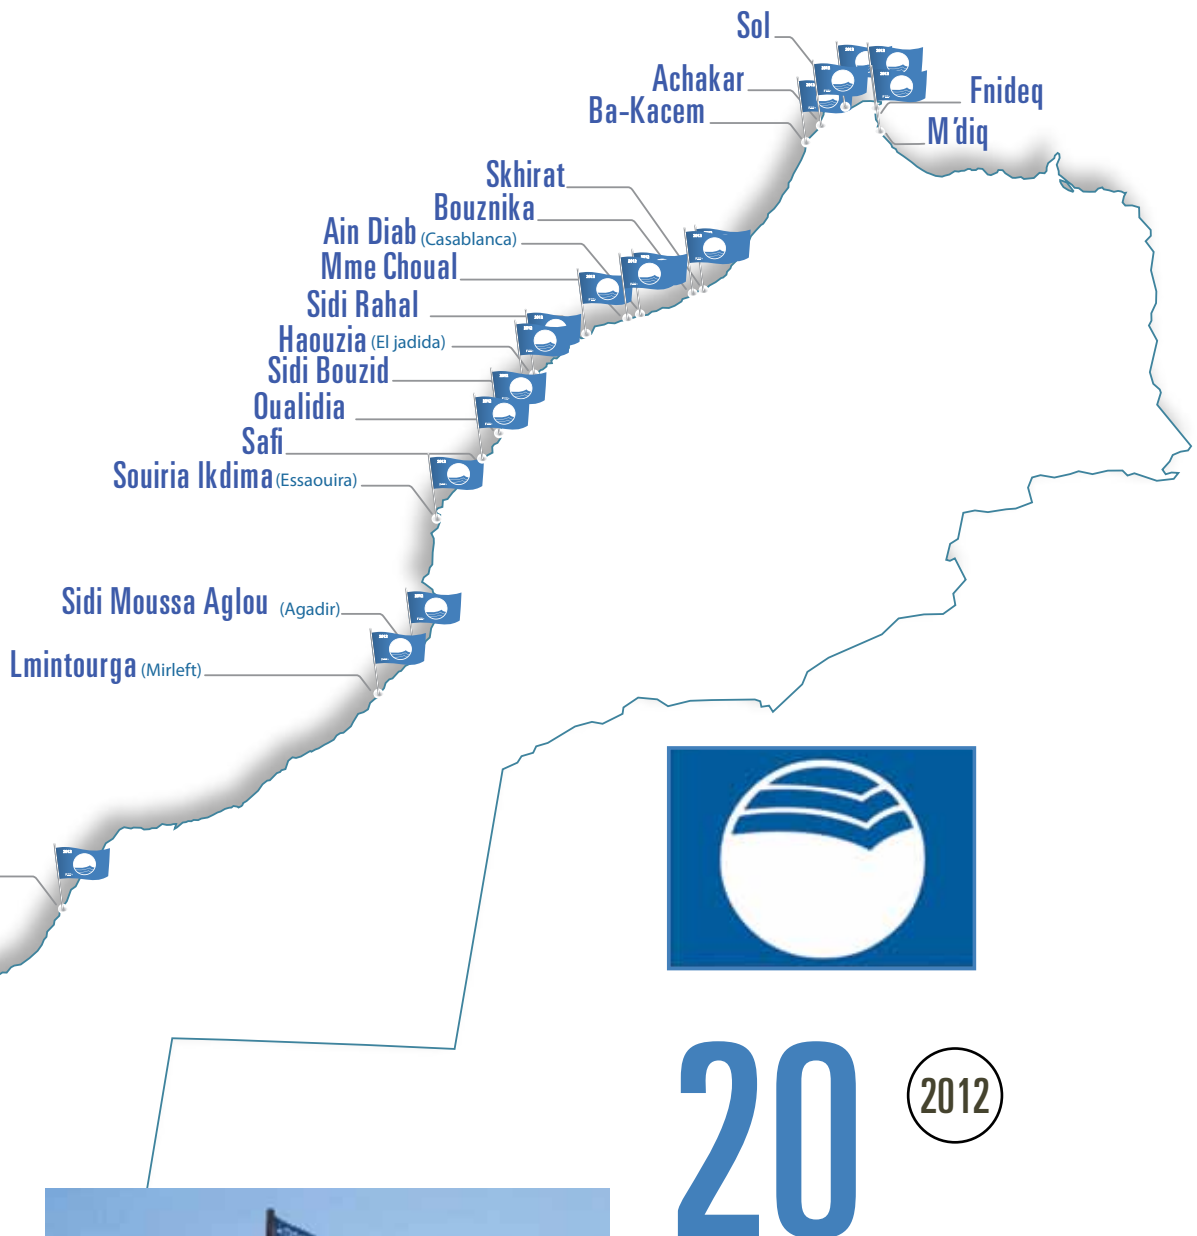 Sol
Achakar
Fnideq
Ba-Kacem
M'diq
Skhirat
Bouznika
Ain Diab (Casablanca)
Mme Choual
Sidi Rahal
Haouzia (El jadida)
Sidi Bouzid
Oualidia
Safi
Souiria Ikdima (Essaouira)
Sidi Moussa Aglou (Agadir)
Lmintourga (Mirleft)
20
2012